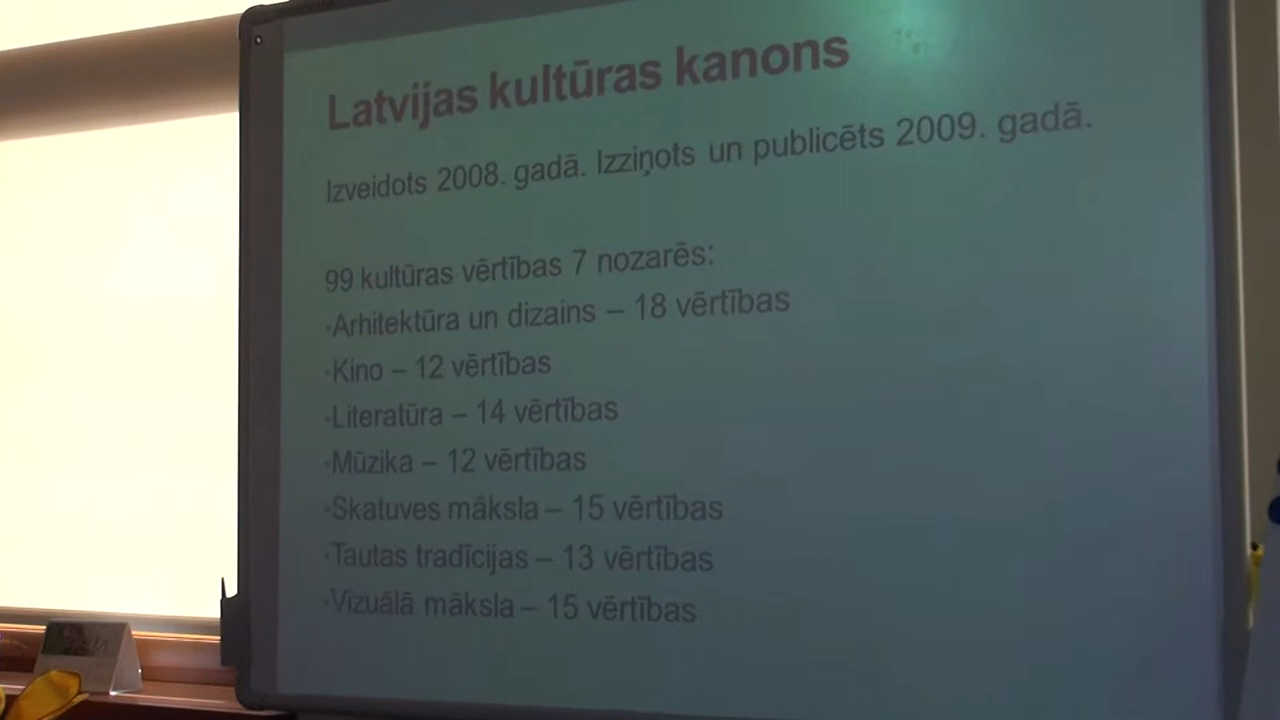 Latvijas kultūras kanons
Izveidots 2008. gadā. Izziņots un publicēts 2009. gadā.
99 kultūras vērtības 7 nozarēs:
•Arhitektūra un dizains – 18 vērtības
•Kino – 12 vērtības
•Literatūra – 14 vērtības
•Mūzika – 12 vērtības
•Skatuves māksla – 15 vērtības
•Tautas tradīcijas – 13 vērtības
•Vizuālā māksla – 15 vērtības